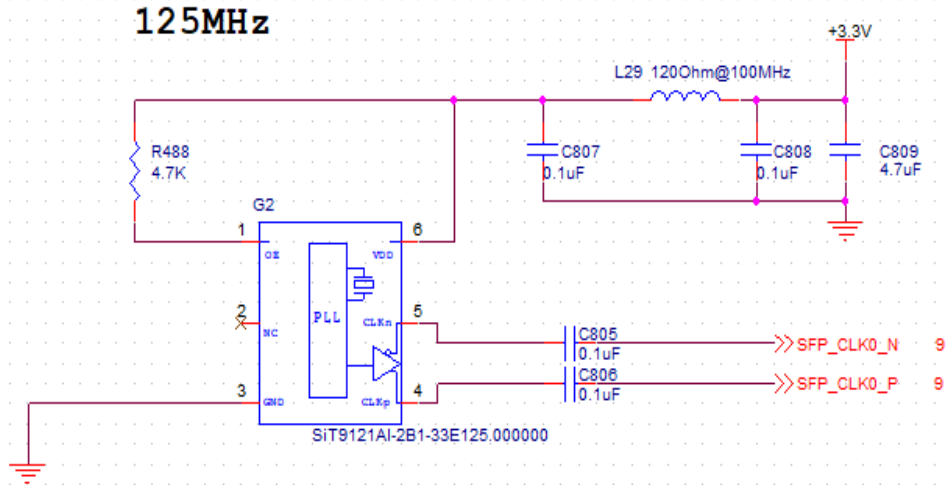 125MHz
+3.3V
L29 120Ohm@100MHz
R488
4.7K
C807
0.1uF
C808
0.1uF
C809
4.7uF
G2
1
6
OE
VDD
2
5
NC
PLL
CLKn
3
4
GND
CLKp
C805
0.1uF
SFP_CLK0_N 9
C806
0.1uF
SFP_CLK0_P 9
SiT9121AI-2B1-33E125.000000